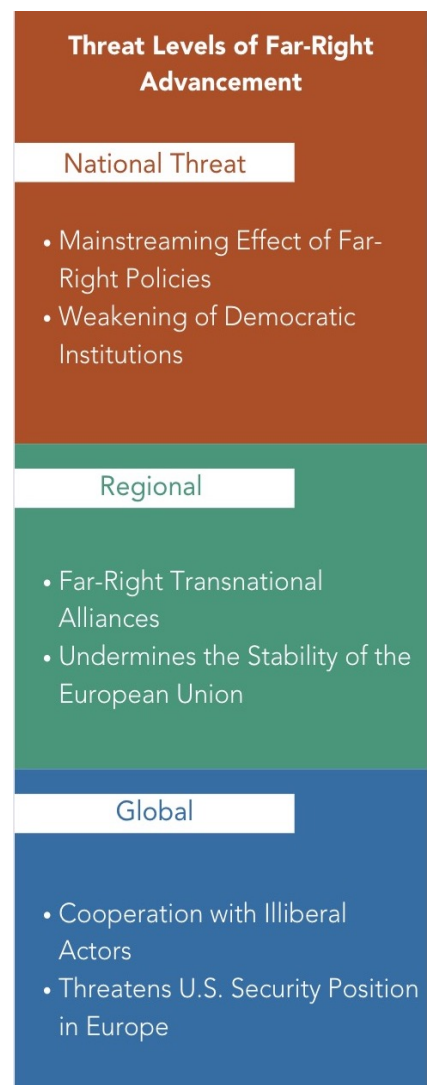 Threat Levels of Far-Right
Advancement
National Threat
• Mainstreaming Effect of Far-
Right Policies
• Weakening of Democratic
Institutions
Regional
• Far-Right Transnational
Alliances
• Undermines the Stability of the
European Union
Global
• Cooperation with Illiberal
Actors
• Threatens U.S. Security Position
in Europe